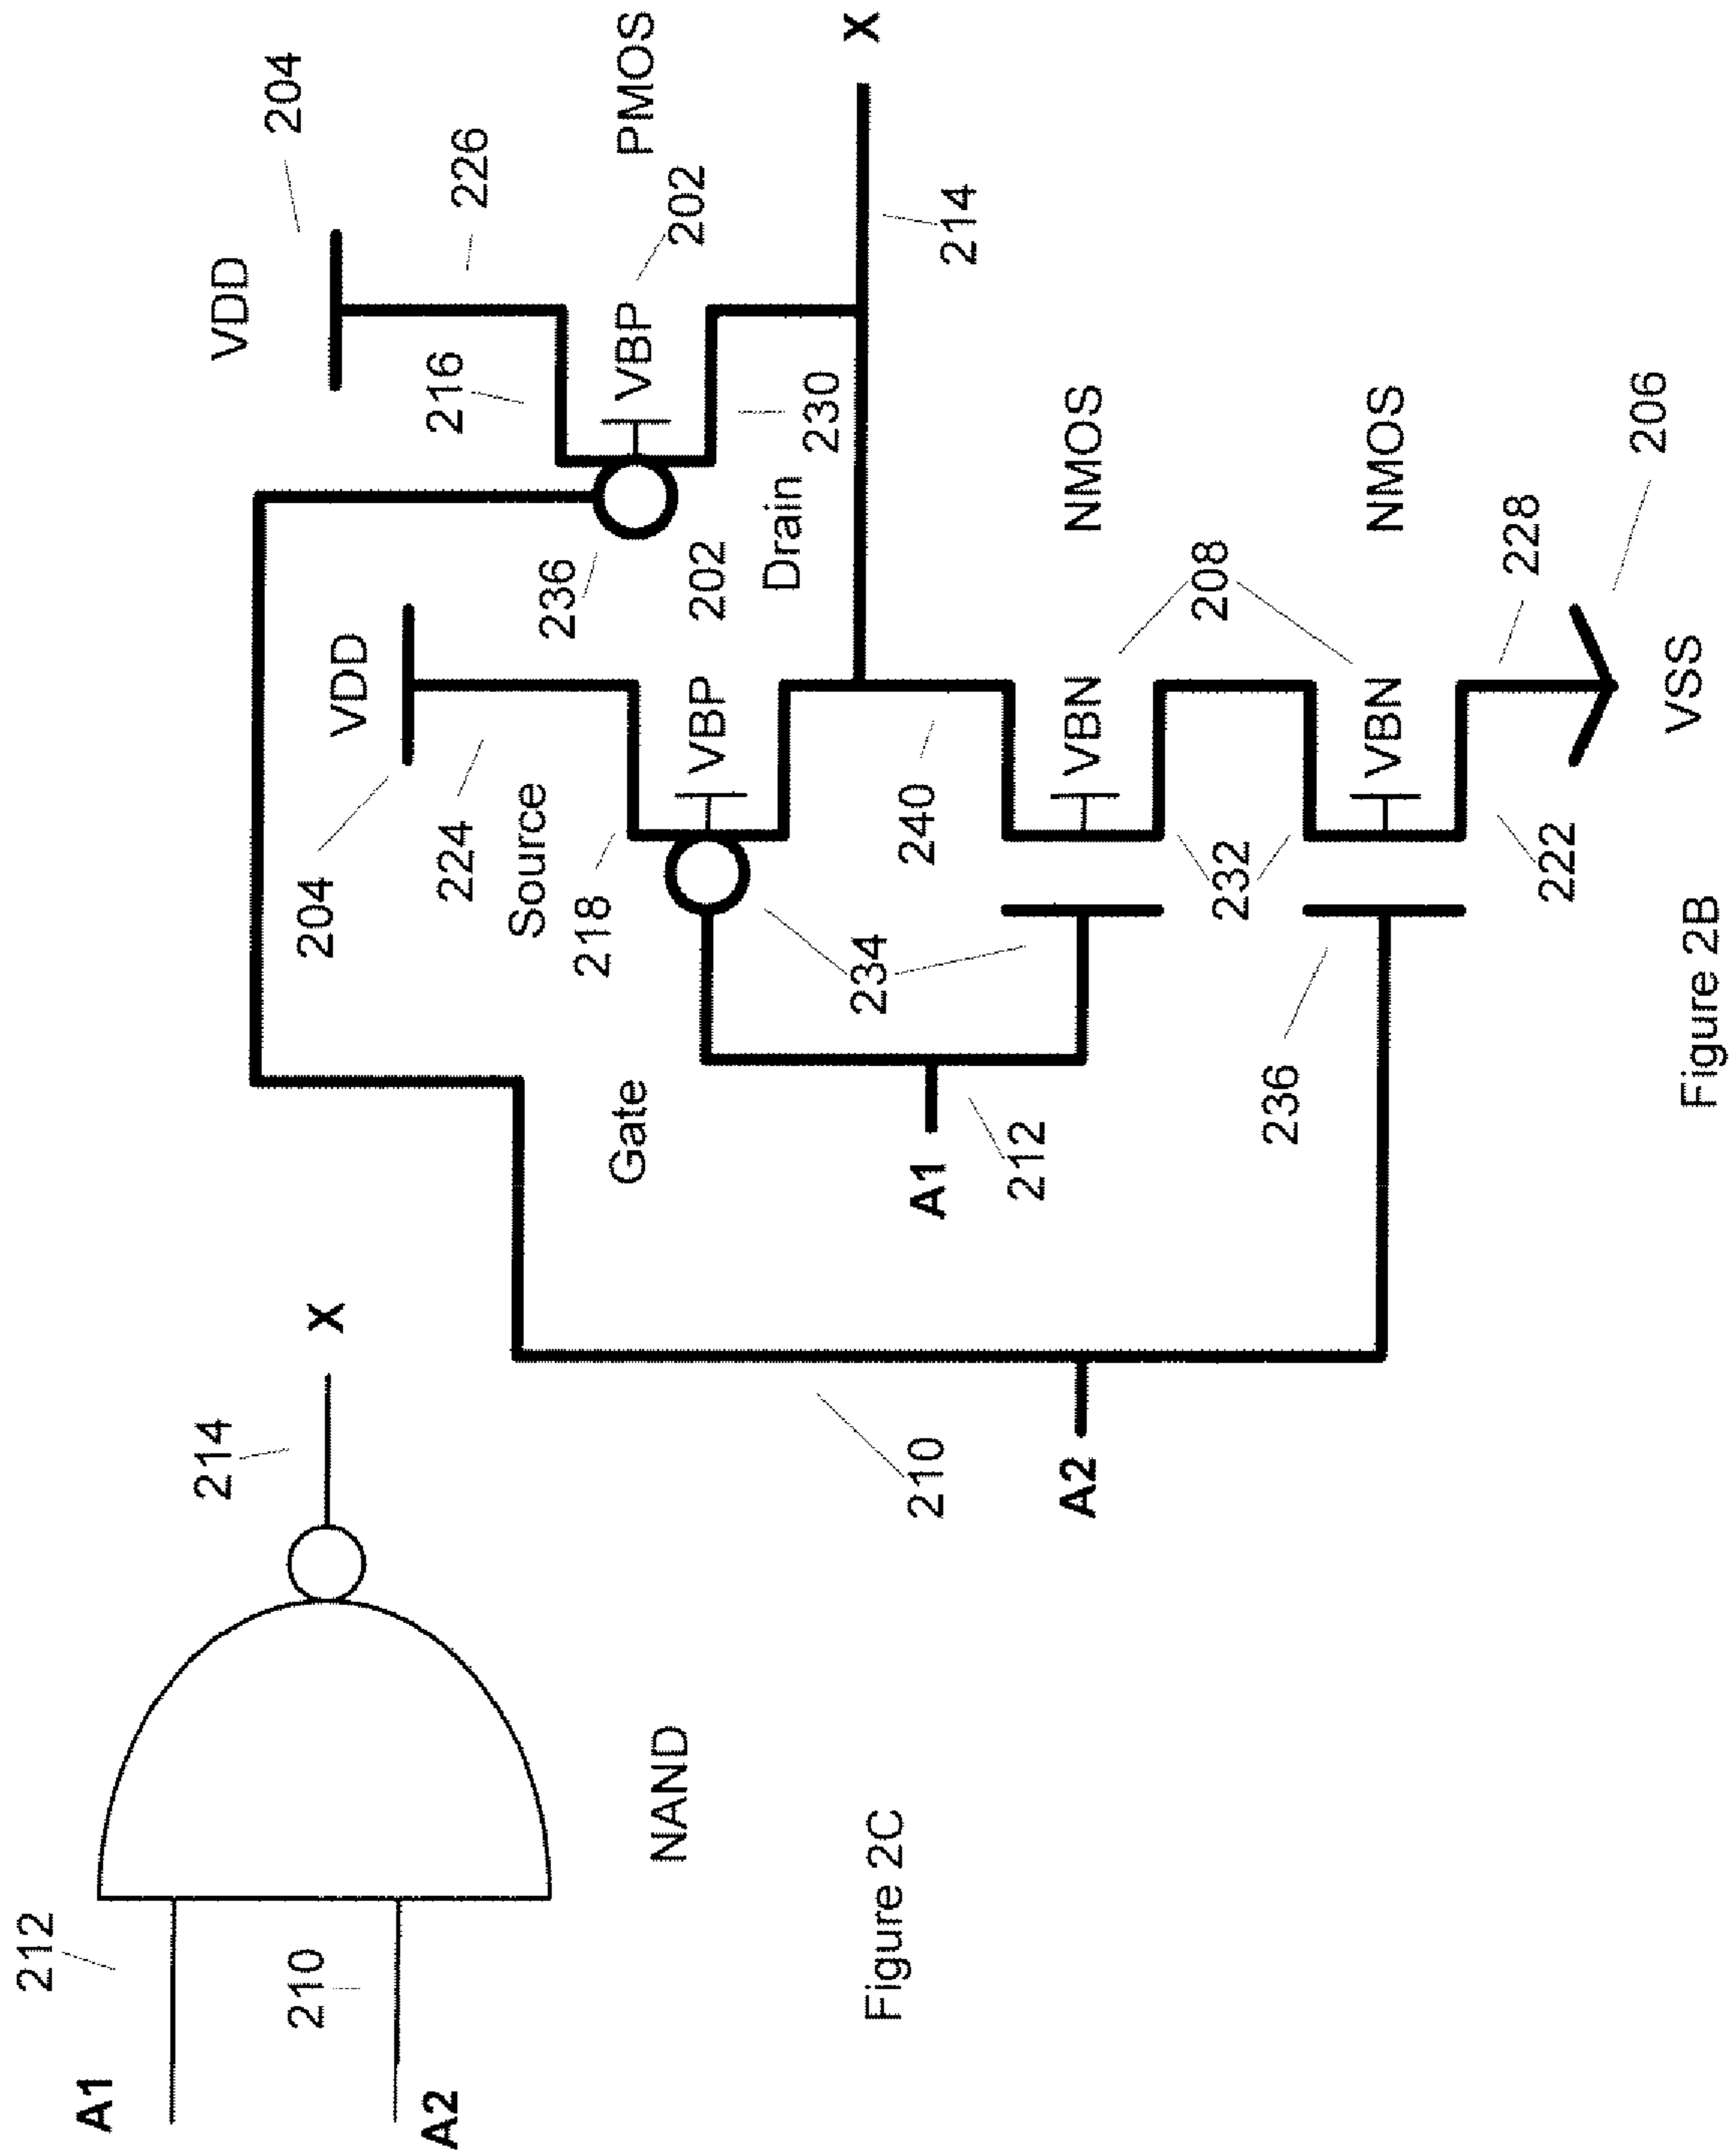 A1
212
A2
210
214
X
NAND
Figure 2C
204
VDD
226
216
PMOS
VBP
202
X
214
230
236
Drain
202
VDD
204
224
Source
218
VBP
Gate
234
240
A1
212
NMOS
VBN
208
232
NMOS
VBN
236
228
222
206
VSS
210
A2
Figure 2B